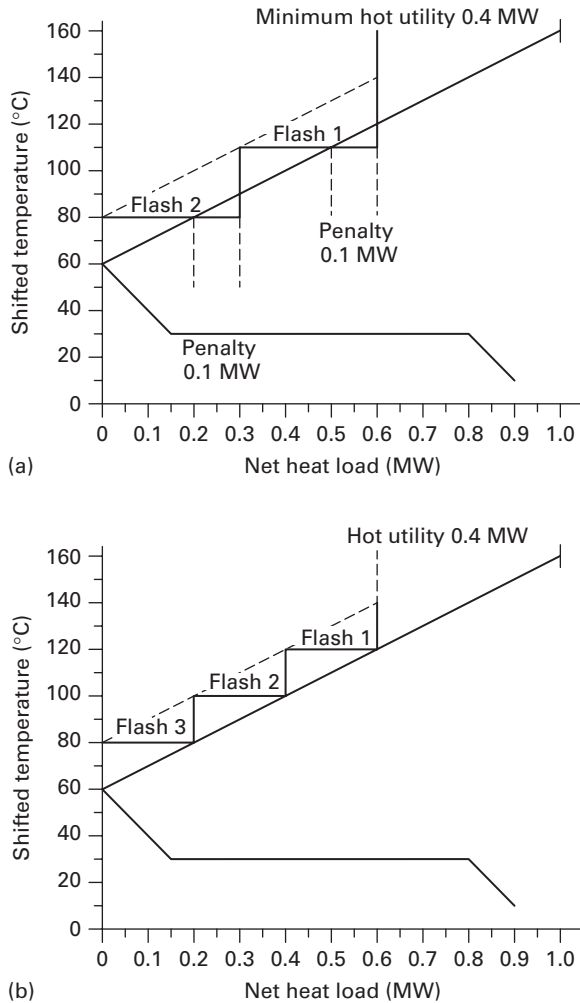 Minimum hot utility 0.4 MW
160
140
120
100
80
60
40
20
0
Shifted temperature (°C)
Flash 1
Flash 2
Penalty
0.1 MW
Penalty
0.1 MW
0 0.1 0.2 0.3 0.4 0.5 0.6 0.7 0.8 0.9 1.0
(a)
Net heat load (MW)
Hot utility 0.4 MW
160
140
120
100
80
60
40
20
0
Shifted temperature (°C)
Flash 1
Flash 2
Flash 3
0 0.1 0.2 0.3 0.4 0.5 0.6 0.7 0.8 0.9 1.0
(b)
Net heat load (MW)